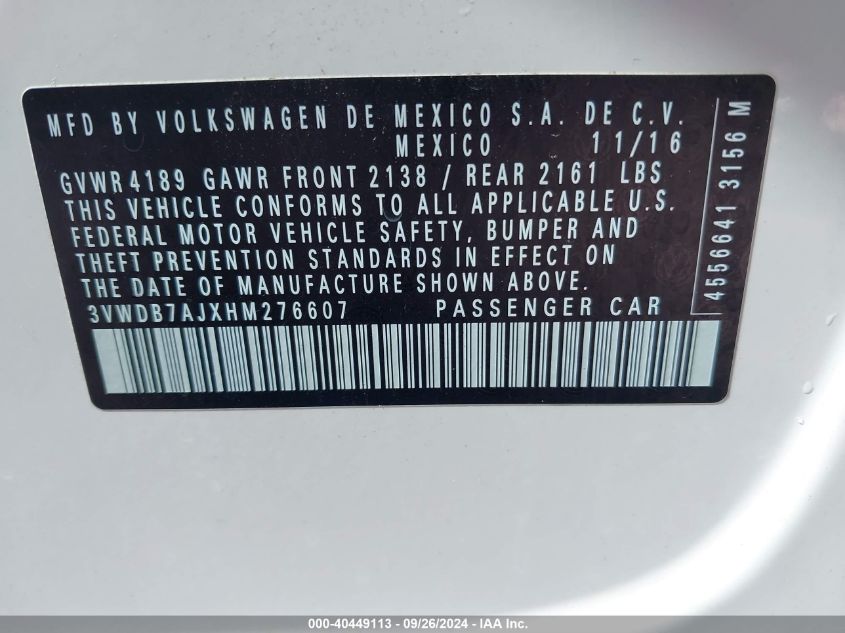 MFD BY VOLKSWAGEN DE MEXICO S.A. DE C.V.
MEXICO 11/16
GVWR 4189 GAWR FRONT 2138 / REAR 2161 LBS
THIS VEHICLE CONFORMS TO ALL APPLICABLE U.S.
FEDERAL MOTOR VEHICLE SAFETY, BUMPER AND
THEFT PREVENTION STANDARDS IN EFFECT ON
THE DATE OF MANUFACTURE SHOWN ABOVE.
3VWDB7AJXHM276607 PASSENGER CAR
4556641 3156 M
000-40449113 - 09/26/2024 - IAA Inc.